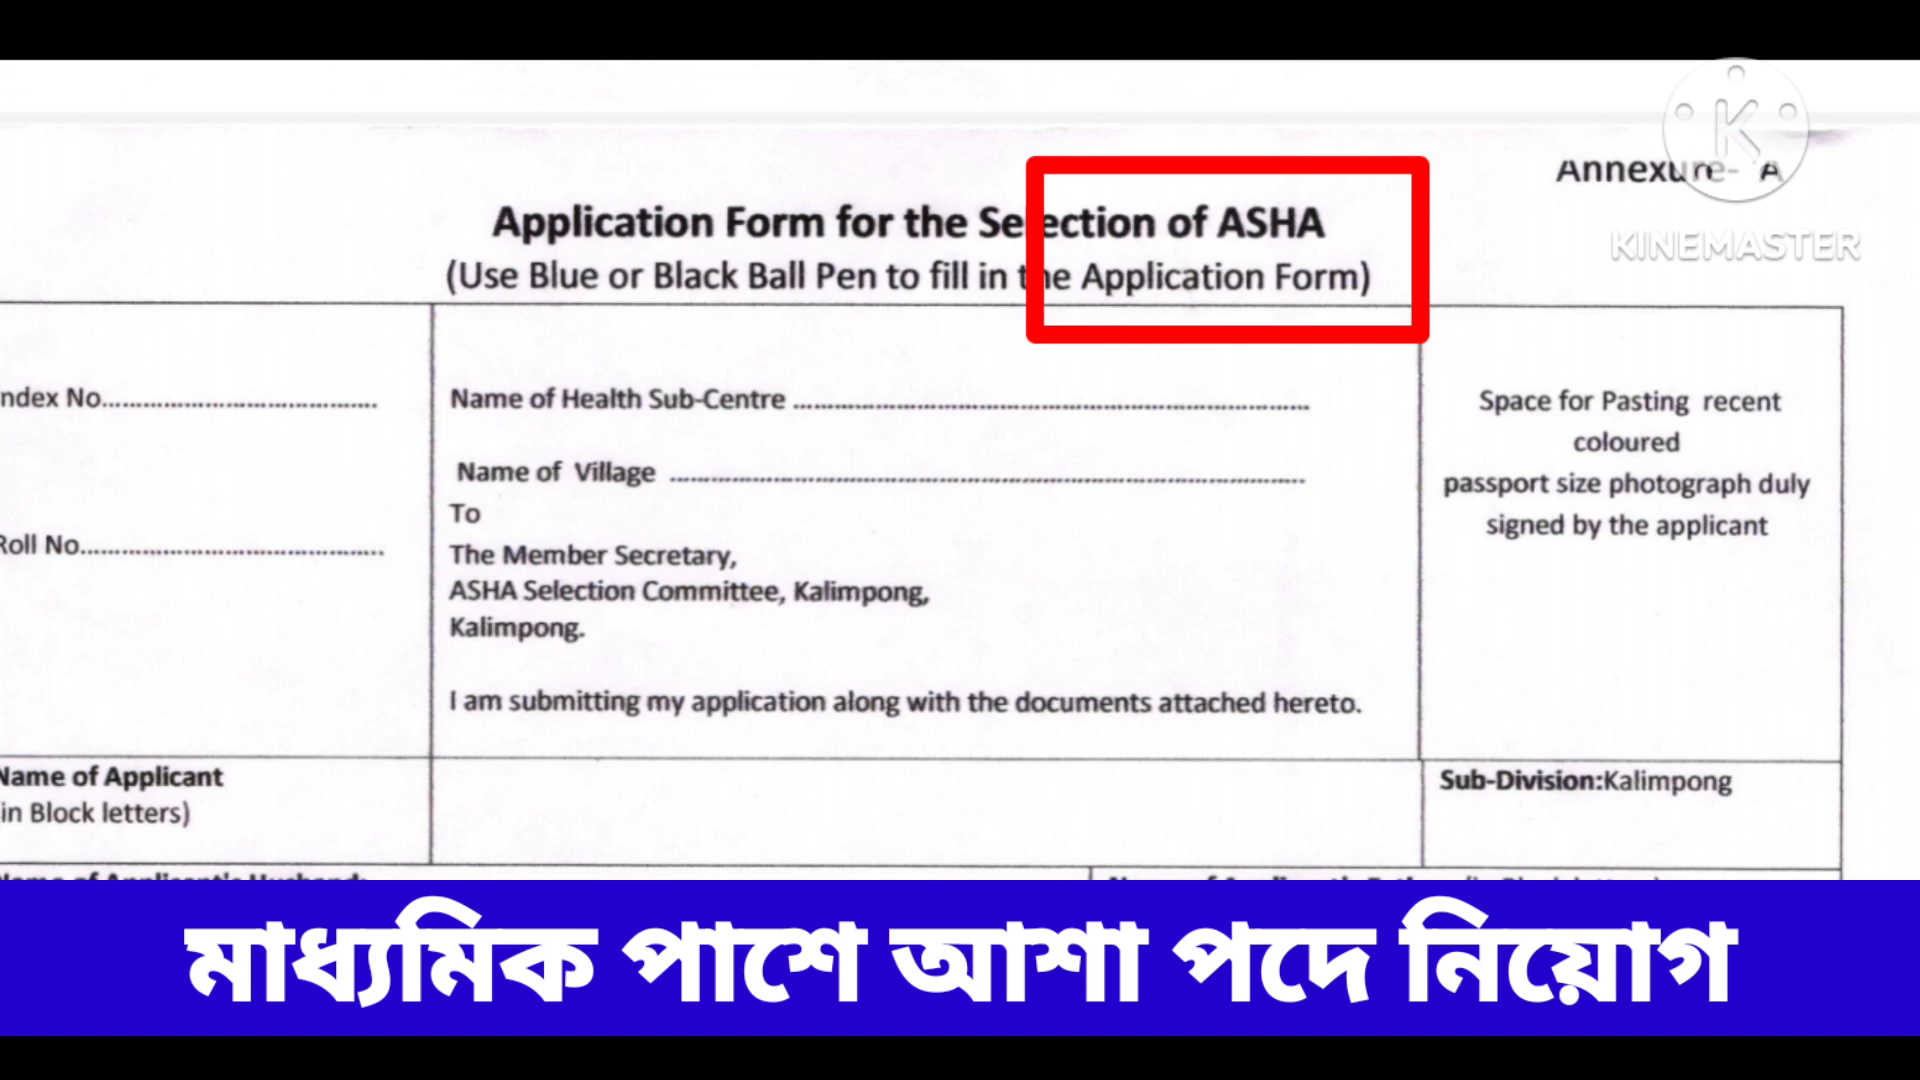 Annexure- A
KINEMASTER
Application Form for the Selection of ASHA
(Use Blue or Black Ball Pen to fill in the Application Form)
ndex No.
Roll No.
Name of Health Sub-Centre
Name of Village
To
The Member Secretary,
ASHA Selection Committee, Kalimpong,
Kalimpong.
I am submitting my application along with the documents attached hereto.
Space for Pasting recent
coloured
passport size photograph duly
signed by the applicant
Name of Applicant
in Block letters)
Sub-Division:Kalimpong
মাধ্যমিক পাশে আশা পদে নিয়োগ